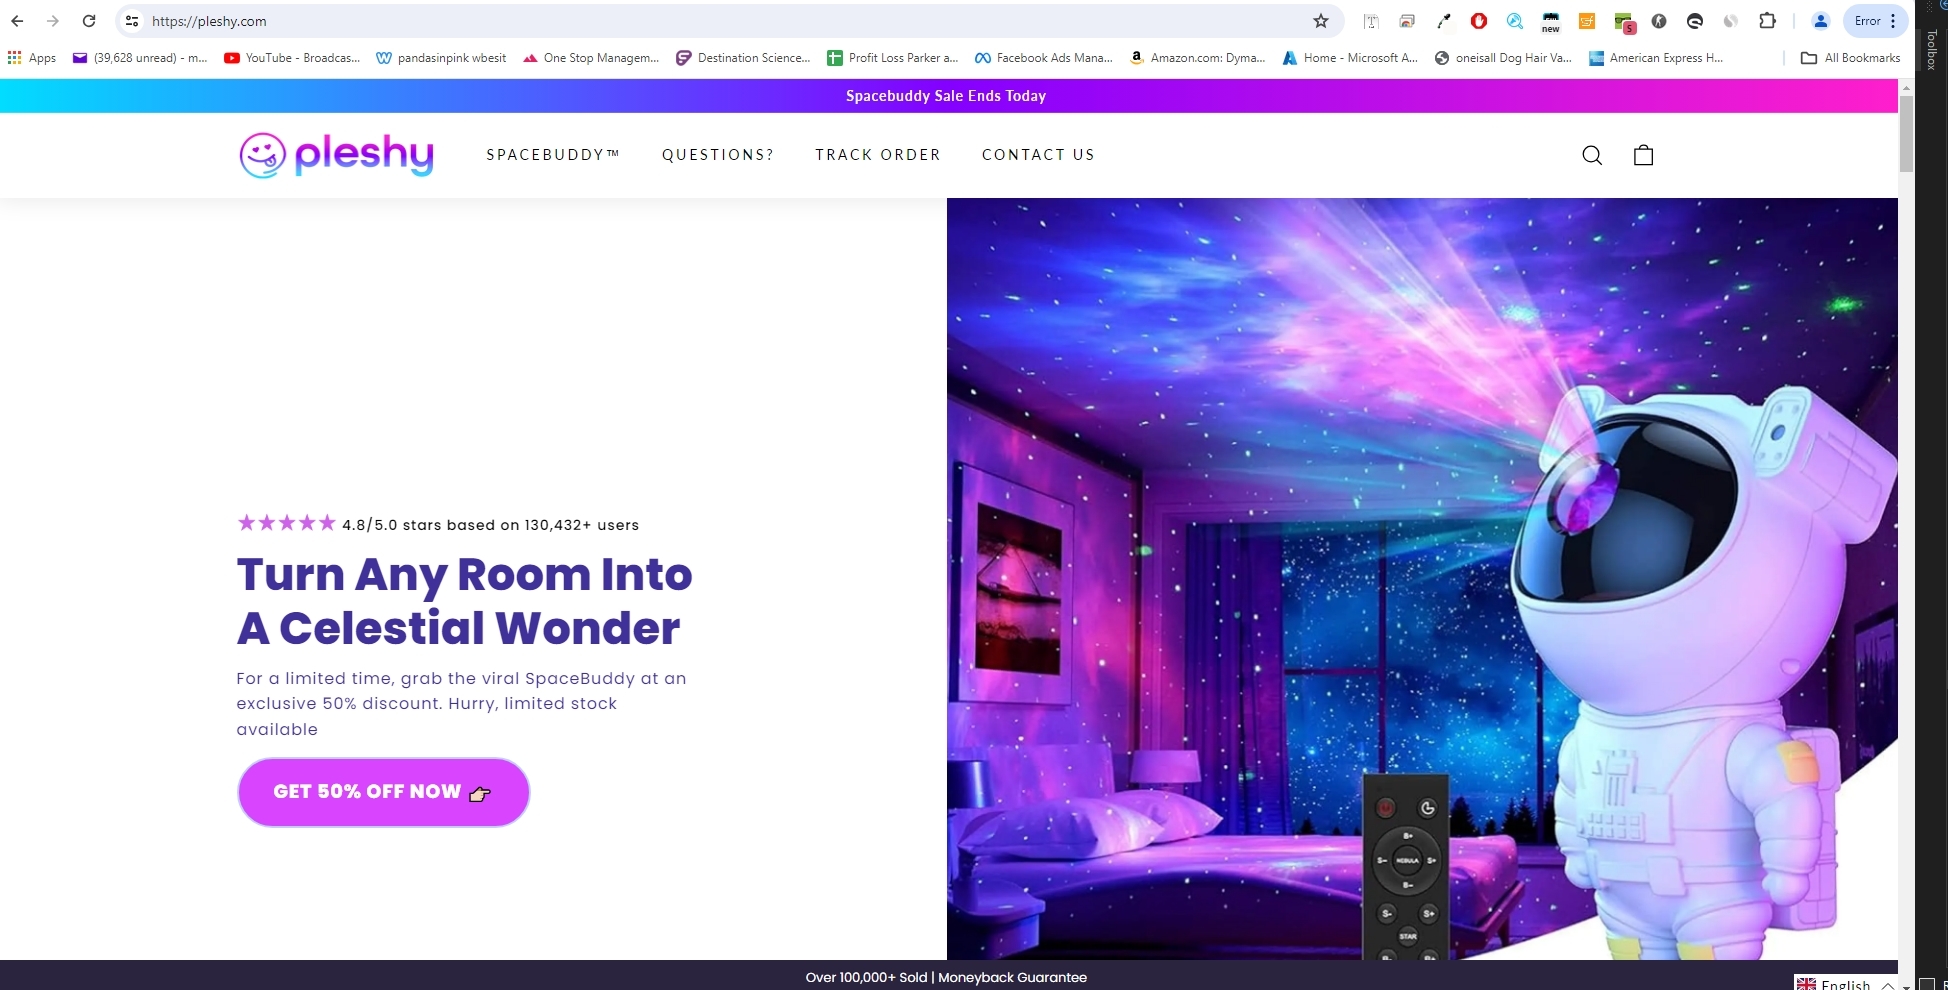 https://pleshy.com
new
S
Error
Apps
(39,628 unread) - m...
YouTube - Broadcas...
pandasinpink wbesit
One Stop Managem...
Destination Science...
Profit Loss Parker a...
Facebook Ads Mana...
Amazon.com: Dyma...
Home - Microsoft A...
oneisall Dog Hair Va...
American Express H...
All Bookmarks
Toolbox
Spacebuddy Sale Ends Today
pleshy
SPACEBUDDY™
QUESTIONS?
TRACK ORDER
CONTACT US
★★★★★ 4.8/5.0 stars based on 130,432+ users
Turn Any Room Into
A Celestial Wonder
For a limited time, grab the viral SpaceBuddy at an
exclusive 50% discount. Hurry, limited stock
available
GET 50% OFF NOW 👉
B+
S- NEBULA S+
B-
S- S+
STAR
Over 100,000+ Sold | Moneyback Guarantee
English